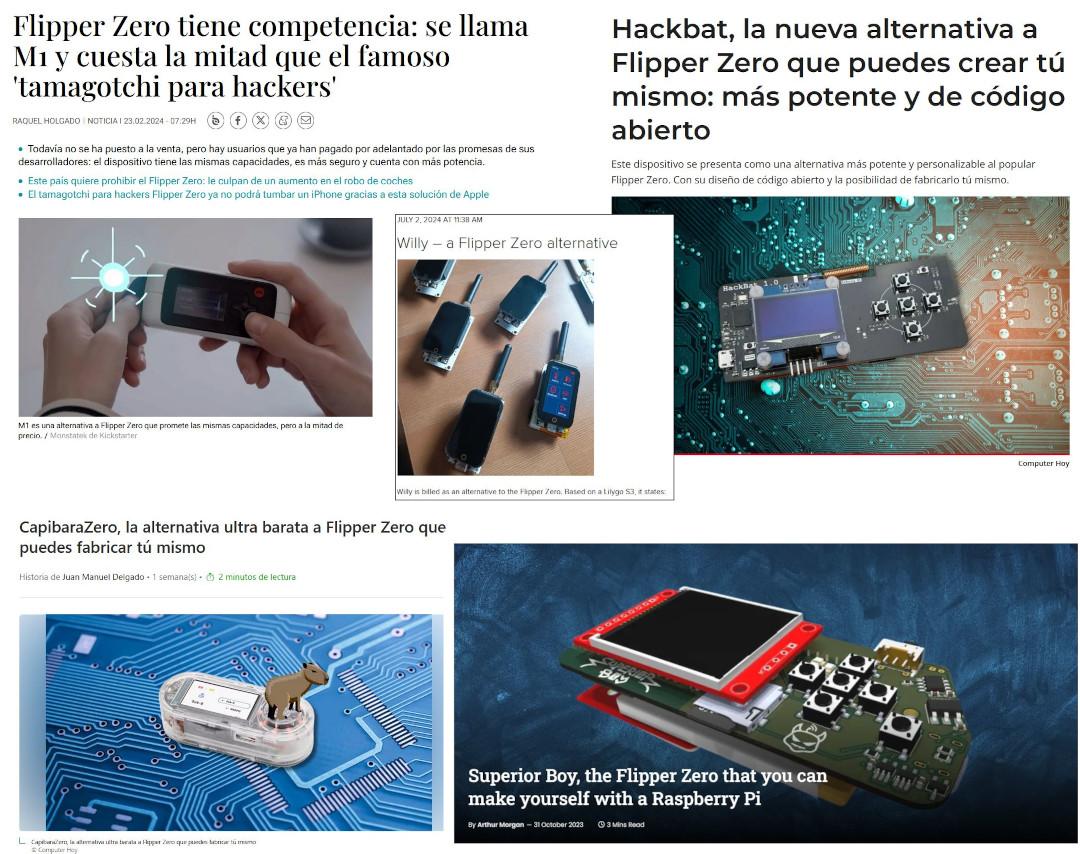 Flipper Zero tiene competencia: se llama
M1 y cuesta la mitad que el famoso
'tamagotchi para hackers'
RAQUEL HOLGADO | NOTICIA | 23.02.2024 - 07:29H
• Todavía no se ha puesto a la venta, pero hay usuarios que ya han pagado por adelantado por las promesas de sus
desarrolladores: el dispositivo tiene las mismas capacidades, es más seguro y cuenta con más potencia.
• Este país quiere prohibir el Flipper Zero: le culpan de un aumento en el robo de coches
• El tamagotchi para hackers Flipper Zero ya no podrá tumbar un iPhone gracias a esta solución de Apple
M1 es una alternativa a Flipper Zero que promete las mismas capacidades, pero a la mitad de
precio. / Monstatek de Kickstarter
Hackbat, la nueva alternativa a
Flipper Zero que puedes crear tú
mismo: más potente y de código
abierto
Este dispositivo se presenta como una alternativa más potente y personalizable al popular
Flipper Zero. Con su diseño de código abierto y la posibilidad de fabricarlo tú mismo.
HackBat 1.0
Computer Hoy
JULY 2, 2024 AT 11:38 AM
Willy – a Flipper Zero alternative
Willy is billed as an alternative to the Flipper Zero. Based on a Lilygo S3, it states:
CapibaraZero, la alternativa ultra barata a Flipper Zero que
puedes fabricar tú mismo
Historia de Juan Manuel Delgado • 1 semana(s) • 2 minutos de lectura
CapibaraZero, la alternativa ultra barata a Flipper Zero que puedes fabricar tú mismo
© Computer Hoy
Superior Boy, the Flipper Zero that you can
make yourself with a Raspberry Pi
By Arthur Morgan — 31 October 2023 3 Mins Read